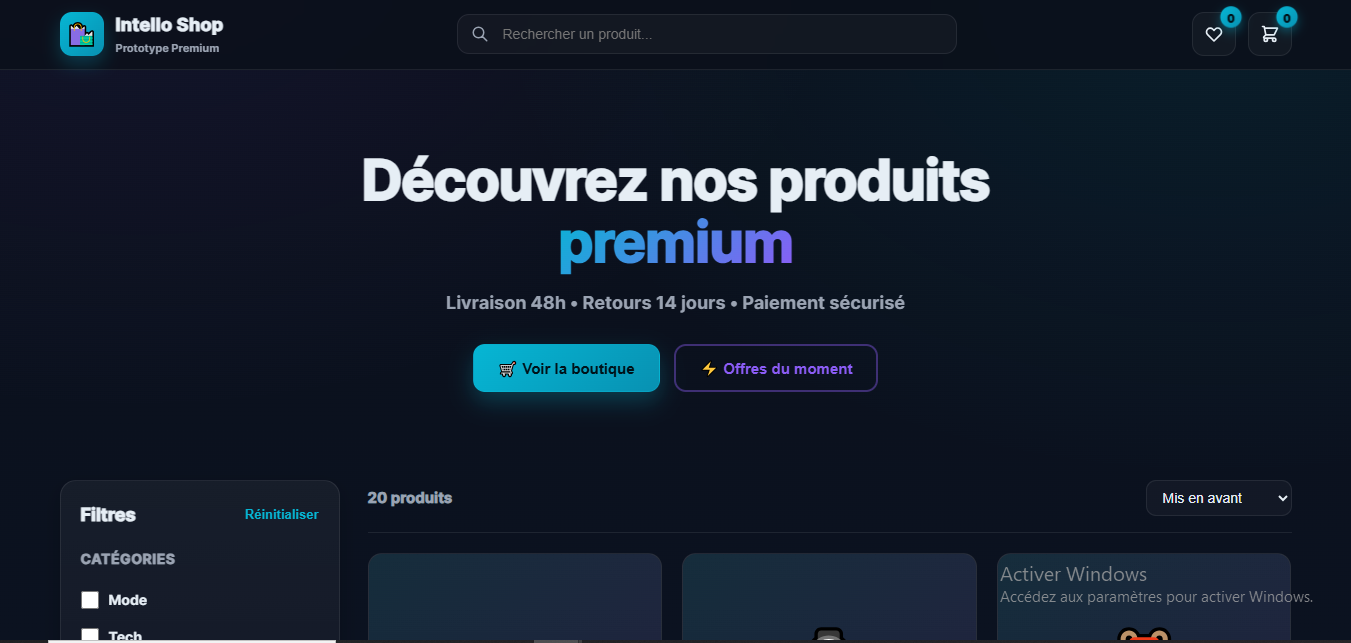 Intello Shop
Prototype Premium
Rechercher un produit...
0
0
Découvrez nos produits
premium
Livraison 48h • Retours 14 jours • Paiement sécurisé
🛒 Voir la boutique
⚡ Offres du moment
Filtres
Réinitialiser
20 produits
Mis en avant
CATÉGORIES
Mode
Tech
Activer Windows
Accédez aux paramètres pour activer Windows.